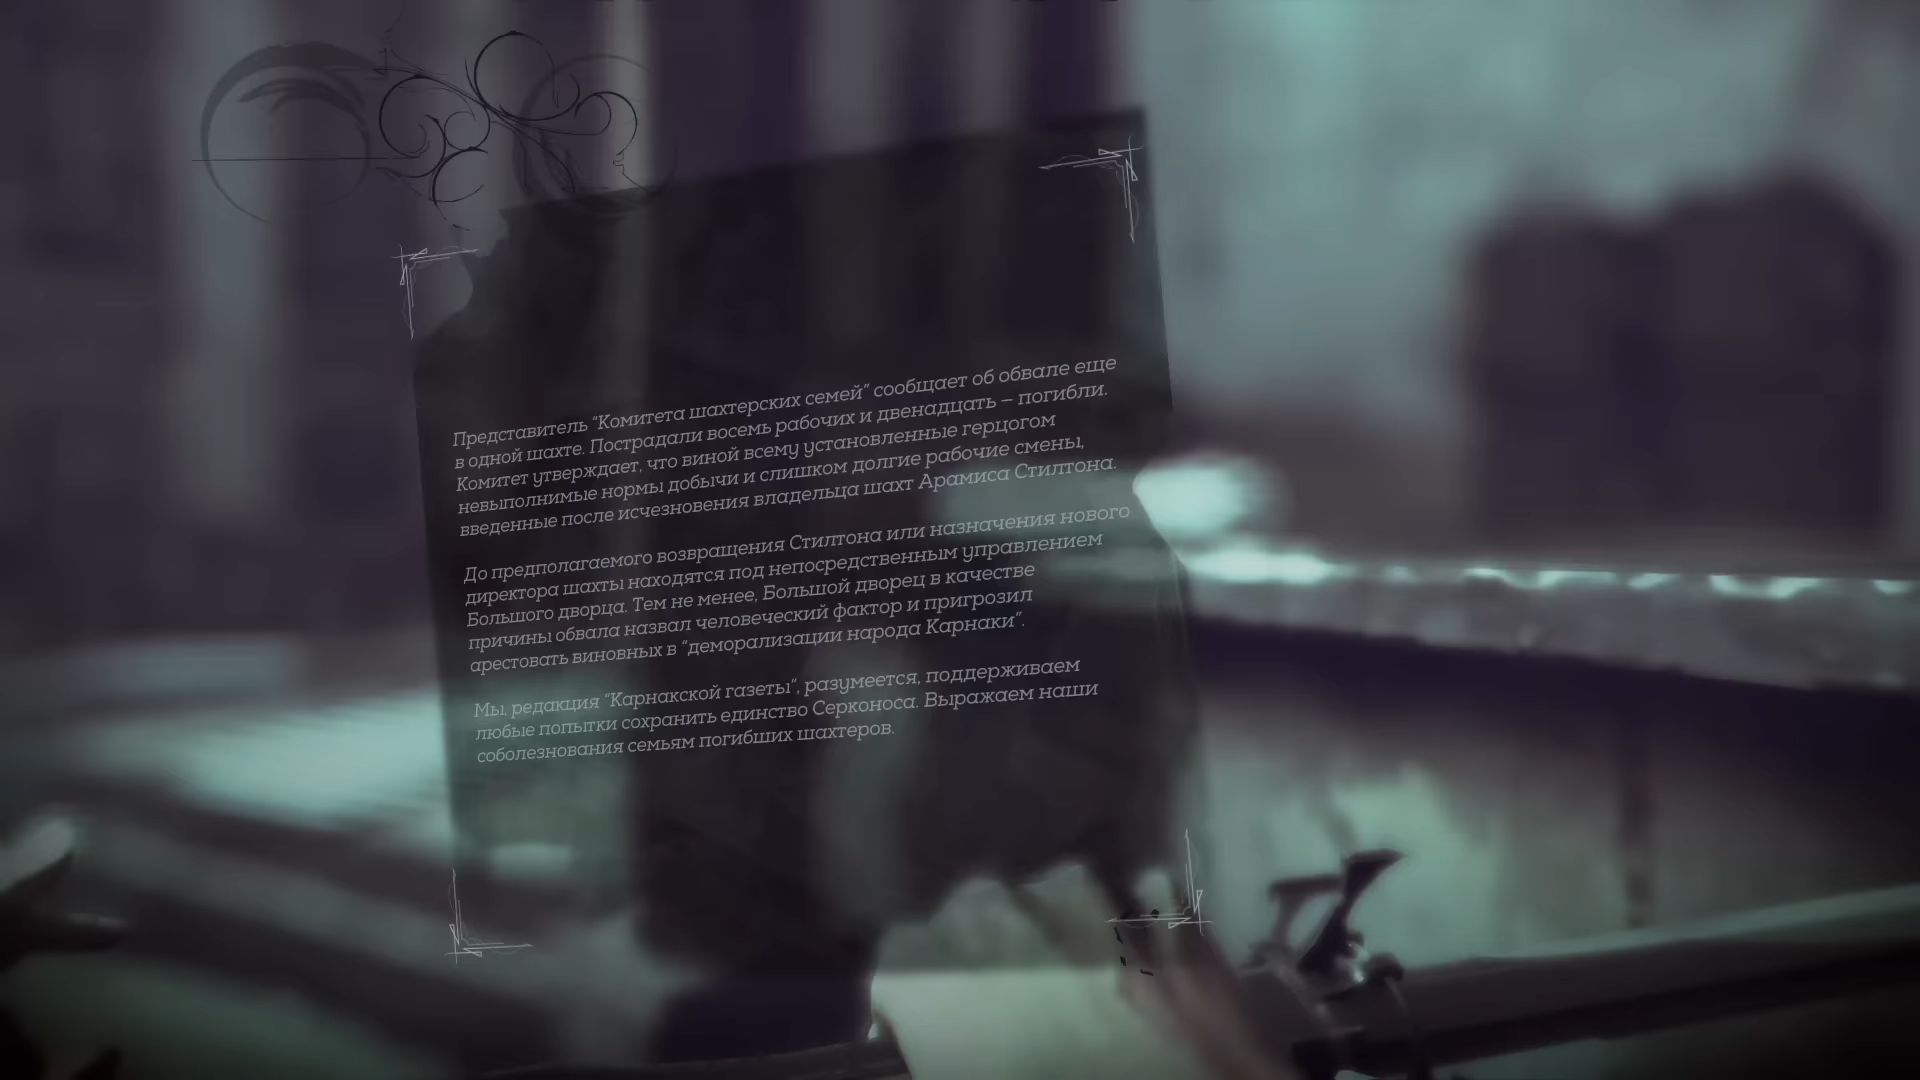 Представитель “Комитета шахтерских семей” сообщает об обвале еще
в одной шахте. Пострадали восемь рабочих и двенадцать – погибли.
Комитет утверждает, что виной всему установленные герцогом
невыполнимые нормы добычи и слишком долгие рабочие смены,
введенные после исчезновения владельца шахт Арамиса Стилтона.
До предполагаемого возвращения Стилтона или назначения нового
директора шахты находятся под непосредственным управлением
Большого дворца. Тем не менее, Большой дворец в качестве
причины обвала назвал человеческий фактор и пригрозил
арестовать виновных в “деморализации народа Карнаки”.
Мы, редакция “Карнакской газеты”, разумеется, поддерживаем
любые попытки сохранить единство Серконоса. Выражаем наши
соболезнования семьям погибших шахтеров.